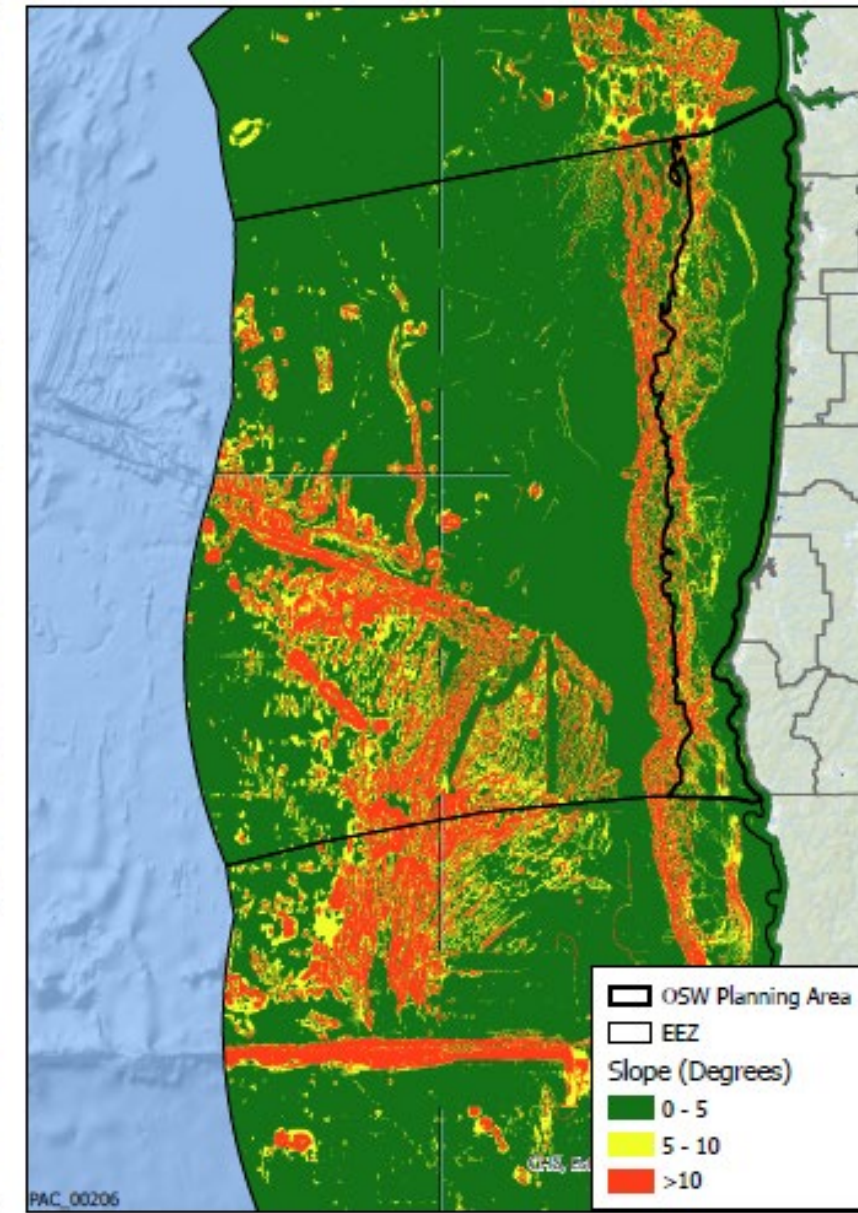 OSW Planning Area
EEZ
Slope (Degrees)
0 - 5
5 - 10
>10
PAC_00206